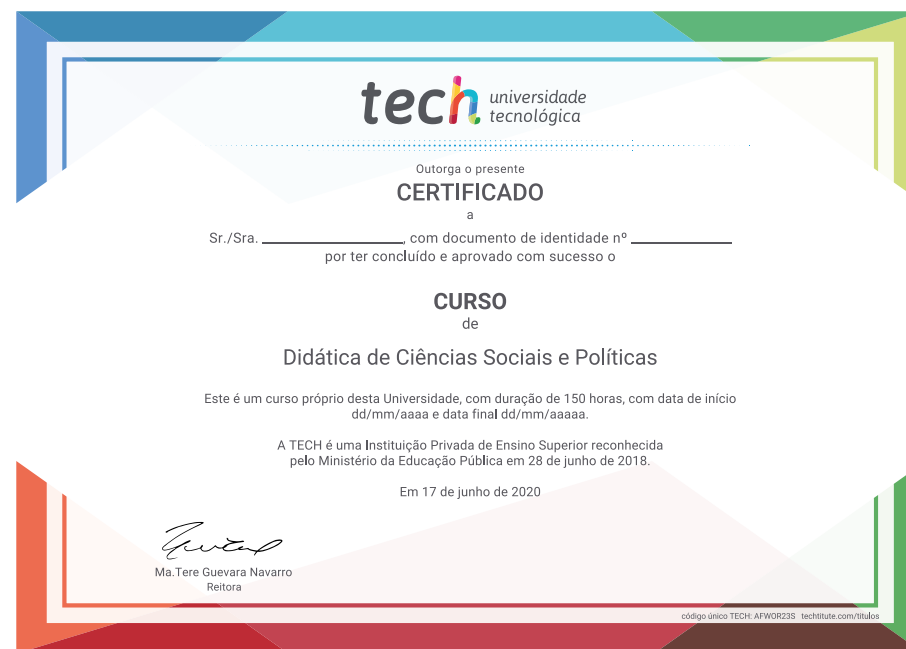 tech universidade
tecnológica
Outorga o presente
CERTIFICADO
a
Sr./Sra. ________________, com documento de identidade nº ____________
por ter concluído e aprovado com sucesso o
CURSO
de
Didática de Ciências Sociais e Políticas
Este é um curso próprio desta Universidade, com duração de 150 horas, com data de início
dd/mm/aaaa e data final dd/mm/aaaaa.
A TECH é uma Instituição Privada de Ensino Superior reconhecida
pelo Ministério da Educação Pública em 28 de junho de 2018.
Em 17 de junho de 2020
Ma.Tere Guevara Navarro
Reitora
código único TECH: AFWOR23S techtitute.com/titulos